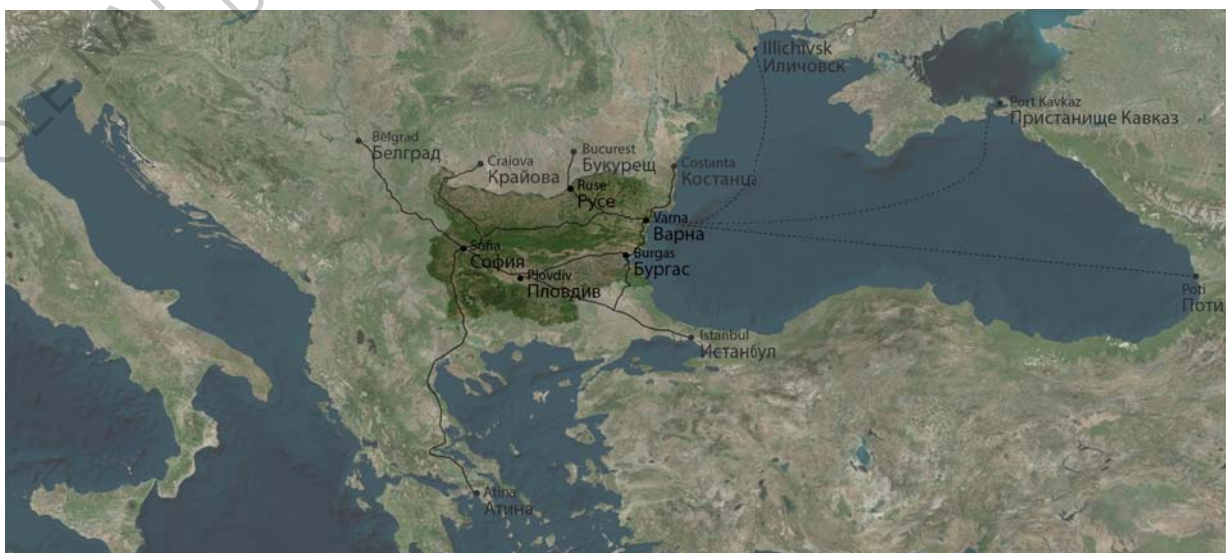 Illichivsk
Иличовск
Port Kavkaz
Пристанище Кавказ
Belgrad
Белград
Craiova
Крайова
Bucurest
Букурещ
Costanta
Костанца
Ruse
Русе
Varna
Варна
Sofia
София
Burgas
Бургас
Plovdiv
Пловдив
Poti
Поти
Istanbul
Истанбул
Atina
Атина